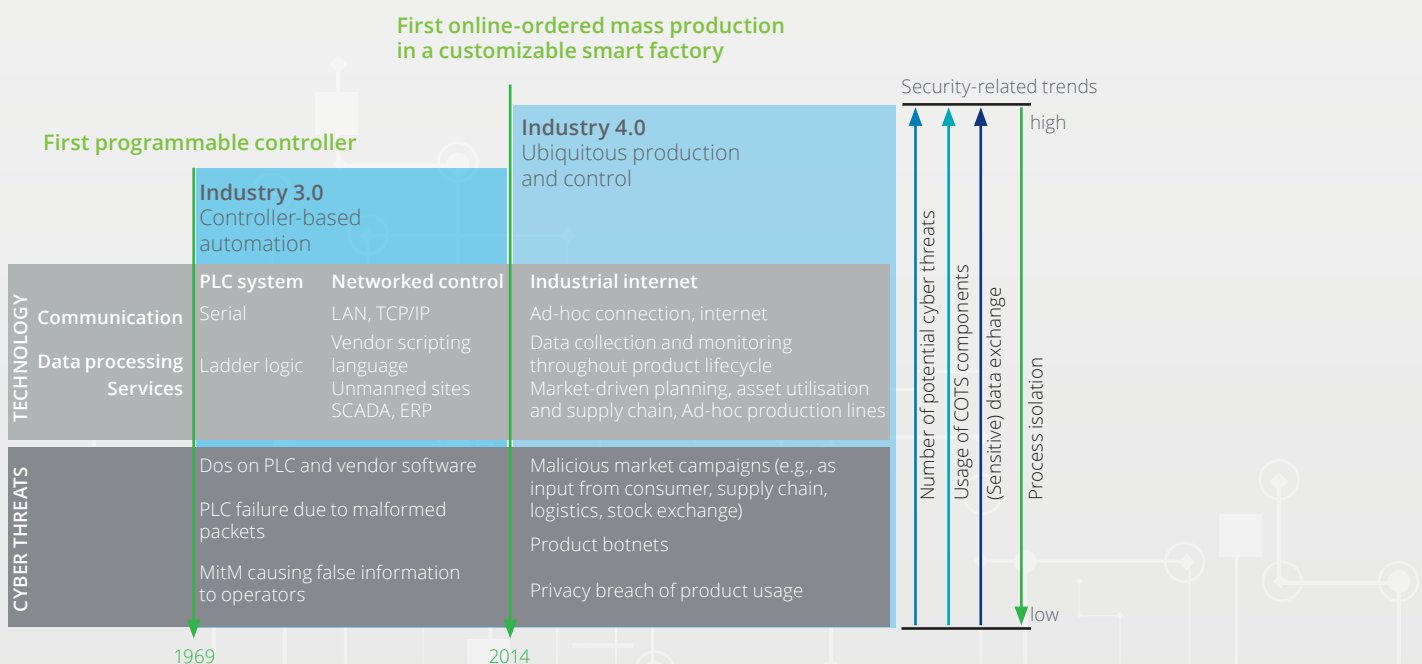 First online-ordered mass production
in a customizable smart factory
First programmable controller
Industry 3.0
Controller-based
automation
Industry 4.0
Ubiquitous production
and control
TECHNOLOGY
PLC system
Networked control
Industrial internet
Communication
Serial
LAN, TCP/IP
Ad-hoc connection, internet
Data processing
Services
Ladder logic
Vendor scripting
language
Unmanned sites
SCADA, ERP
Data collection and monitoring
throughout product lifecycle
Market-driven planning, asset utilisation
and supply chain, Ad-hoc production lines
CYBER THREATS
Dos on PLC and vendor software
PLC failure due to malformed
packets
MitM causing false information
to operators
Malicious market campaigns (e.g., as
input from consumer, supply chain,
logistics, stock exchange)
Product botnets
Privacy breach of product usage
1969
2014
Security-related trends
high
Number of potential cyber threats
Usage of COTS components
(Sensitive) data exchange
Process isolation
low